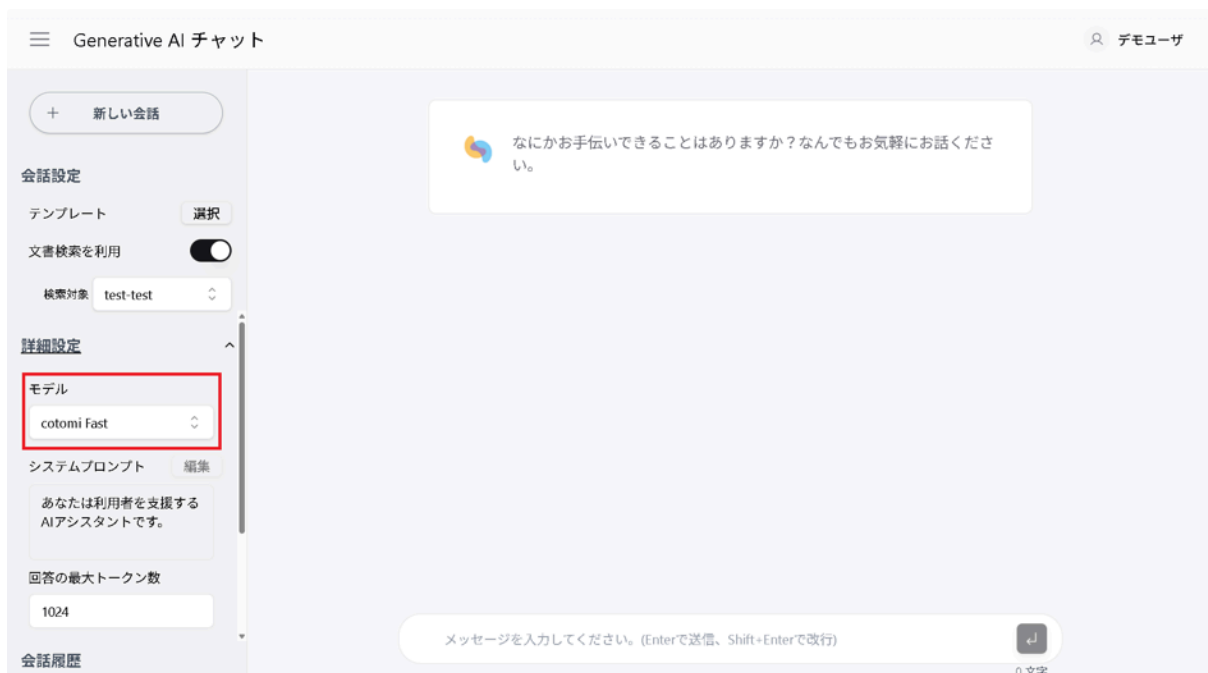 Generative AI チャット
デモユーザ
+ 新しい会話
会話設定
テンプレート 選択
文書検索を利用
検索対象 test-test
詳細設定
モデル
cotomi Fast
システムプロンプト 編集
あなたは利用者を支援する
AIアシスタントです。
回答の最大トークン数
1024
会話履歴
なにかお手伝いできることはありますか？なんでもお気軽にお話くださ
い。
メッセージを入力してください。(Enterで送信、Shift+Enterで改行)
0 文字